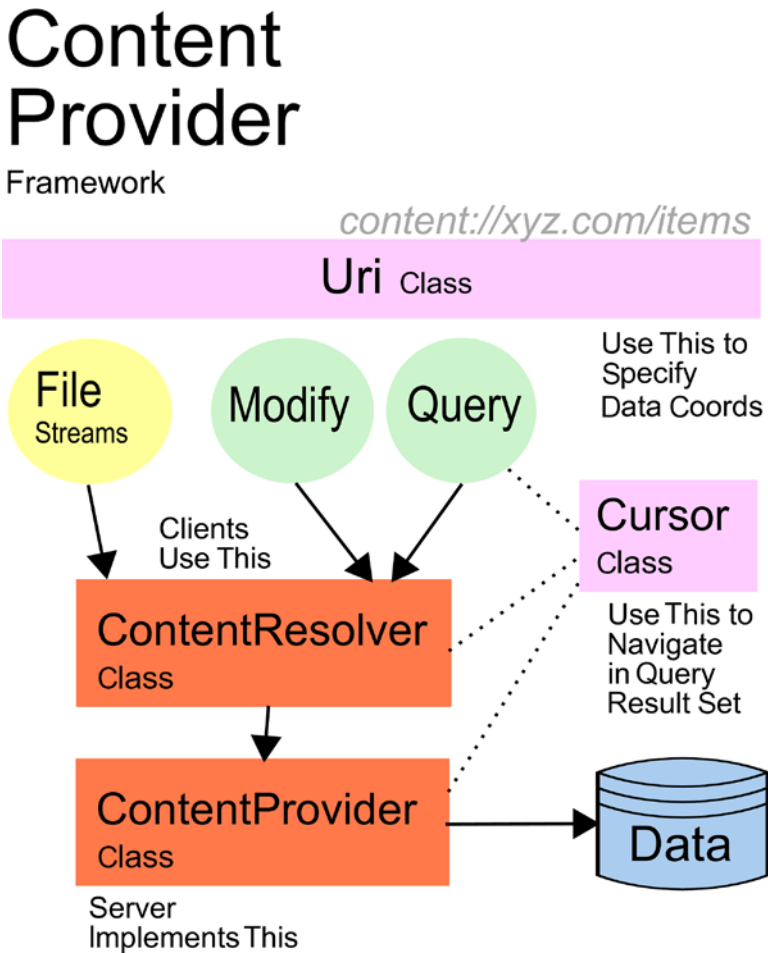 Content
Provider
Framework
content://xyz.com/items
Uri Class
Use This to
Specify
Data Coords
File
Streams
Modify
Query
Clients
Use This
Cursor
Class
Use This to
Navigate
in Query
Result Set
ContentResolver
Class
ContentProvider
Class
Data
Server
Implements This